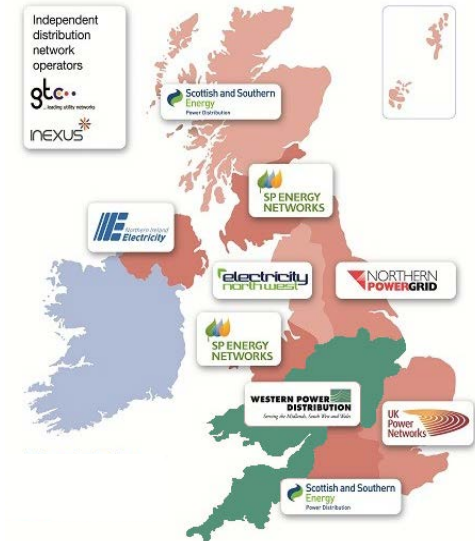 Independent
distribution
network
operators
gtc
...leading utility networks
INEXUS
Scottish and Southern
Energy
Power Distribution
SP ENERGY
NETWORKS
Northern Ireland
Electricity
electricity
north west
NORTHERN
POWERGRID
SP ENERGY
NETWORKS
WESTERN POWER
DISTRIBUTION
Serving the Midlands, South West and Wales
UK
Power
Networks
Scottish and Southern
Energy
Power Distribution